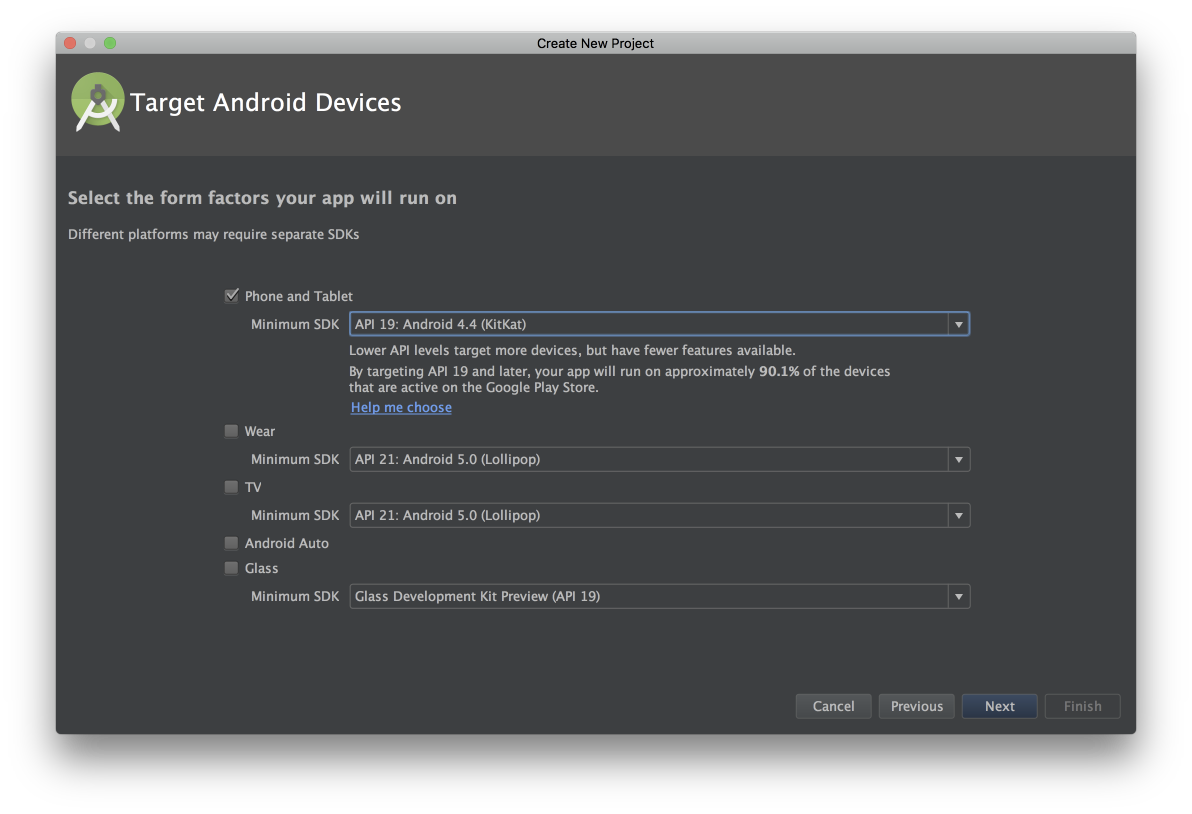 Create New Project
Target Android Devices
Select the form factors your app will run on
Different platforms may require separate SDKs
Phone and Tablet
Minimum SDK API 19: Android 4.4 (KitKat)
Lower API levels target more devices, but have fewer features available.
By targeting API 19 and later, your app will run on approximately 90.1% of the devices
that are active on the Google Play Store.
Help me choose
Wear
Minimum SDK API 21: Android 5.0 (Lollipop)
TV
Minimum SDK API 21: Android 5.0 (Lollipop)
Android Auto
Glass
Minimum SDK Glass Development Kit Preview (API 19)
Cancel Previous Next Finish